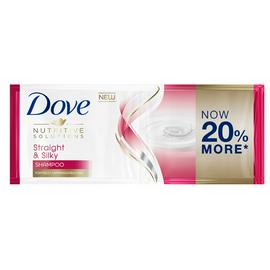 NEW
Dove
NUTRITIVE
SOLUTIONS
Straight
& Silky
SHAMPOO
NOW
20%
MORE*